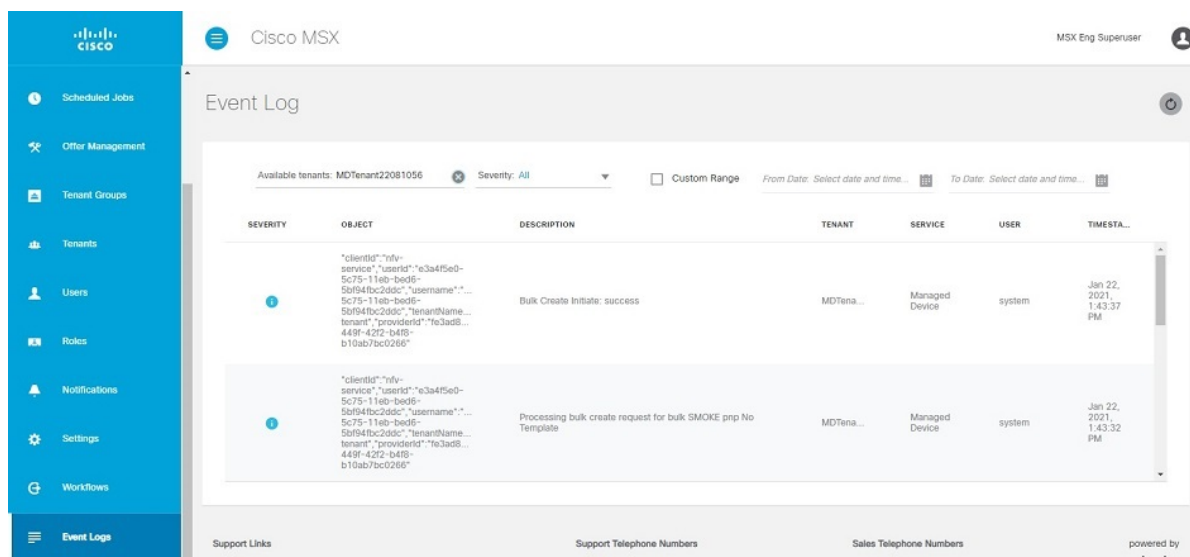 CISCO
Cisco MSX
MSX Eng Superuser
Scheduled Jobs
Offer Management
Tenant Groups
Tenants
Users
Roles
Notifications
Settings
Workflows
Event Logs
Event Log
Available tenants: MDTenant22081056
Severity: All
Custom Range
From Date: Select date and time...
To Date: Select date and time...
SEVERITY OBJECT DESCRIPTION TENANT SERVICE USER TIMESTA...
"clientId":"nfv-
service","userId":"e3a4f5e0-
5c75-11eb-bed6-
5bf94fbc2ddc","username":"...
5c75-11eb-bed6-
5bf94fbc2ddc","tenantName...
tenant","providerId":"fe3ad8...
449f-42f2-b4f8-
b10ab7bc0266"
Bulk Create Initiate: success
MDTena...
Managed
Device
system
Jan 22,
2021,
1:43:37
PM
"clientId":"nfv-
service","userId":"e3a4f5e0-
5c75-11eb-bed6-
5bf94fbc2ddc","username":"...
5c75-11eb-bed6-
5bf94fbc2ddc","tenantName...
tenant","providerId":"fe3ad8...
449f-42f2-b4f8-
b10ab7bc0266"
Processing bulk create request for bulk SMOKE pnp No
Template
MDTena...
Managed
Device
system
Jan 22,
2021,
1:43:32
PM
Support Links
Support Telephone Numbers
Sales Telephone Numbers
powered by